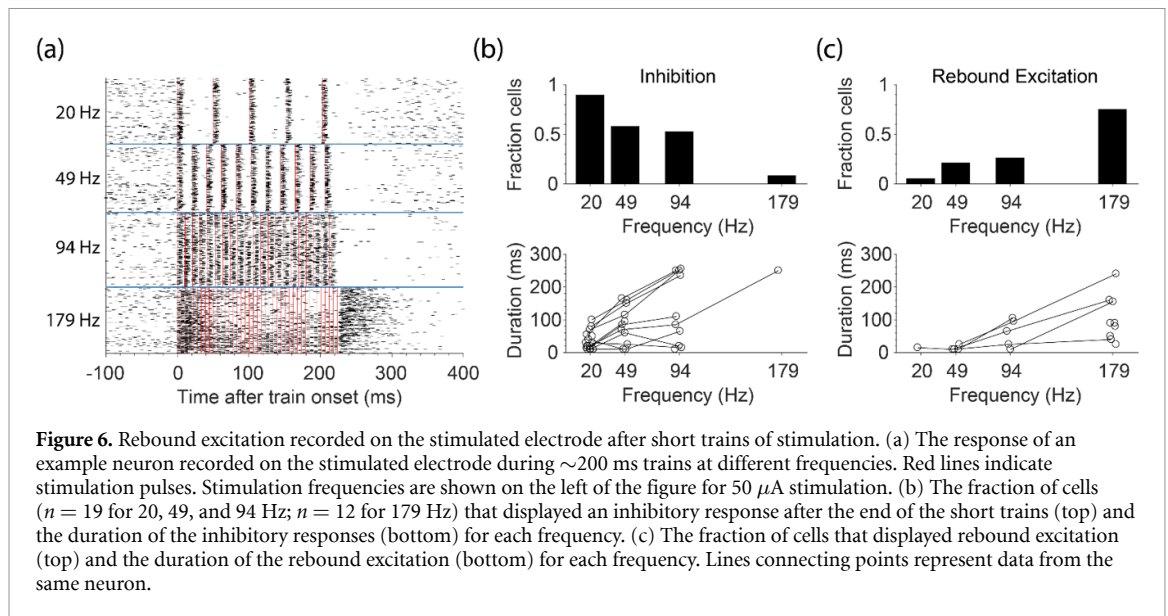 (a)
20 Hz
49 Hz
94 Hz
179 Hz
-100 0 100 200 300 400
Time after train onset (ms)
(b)
Inhibition
Fraction cells
1
0.5
0
20 49 94 179
Frequency (Hz)
Duration (ms)
300
200
100
0
20 49 94 179
Frequency (Hz)
(c)
Rebound Excitation
Fraction cells
1
0.5
0
20 49 94 179
Frequency (Hz)
Duration (ms)
300
200
100
0
20 49 94 179
Frequency (Hz)
Figure 6. Rebound excitation recorded on the stimulated electrode after short trains of stimulation. (a) The response of an
example neuron recorded on the stimulated electrode during ∼200 ms trains at different frequencies. Red lines indicate
stimulation pulses. Stimulation frequencies are shown on the left of the figure for 50 μA stimulation. (b) The fraction of cells
(n = 19 for 20, 49, and 94 Hz; n = 12 for 179 Hz) that displayed an inhibitory response after the end of the short trains (top) and
the duration of the inhibitory responses (bottom) for each frequency. (c) The fraction of cells that displayed rebound excitation
(top) and the duration of the rebound excitation (bottom) for each frequency. Lines connecting points represent data from the
same neuron.